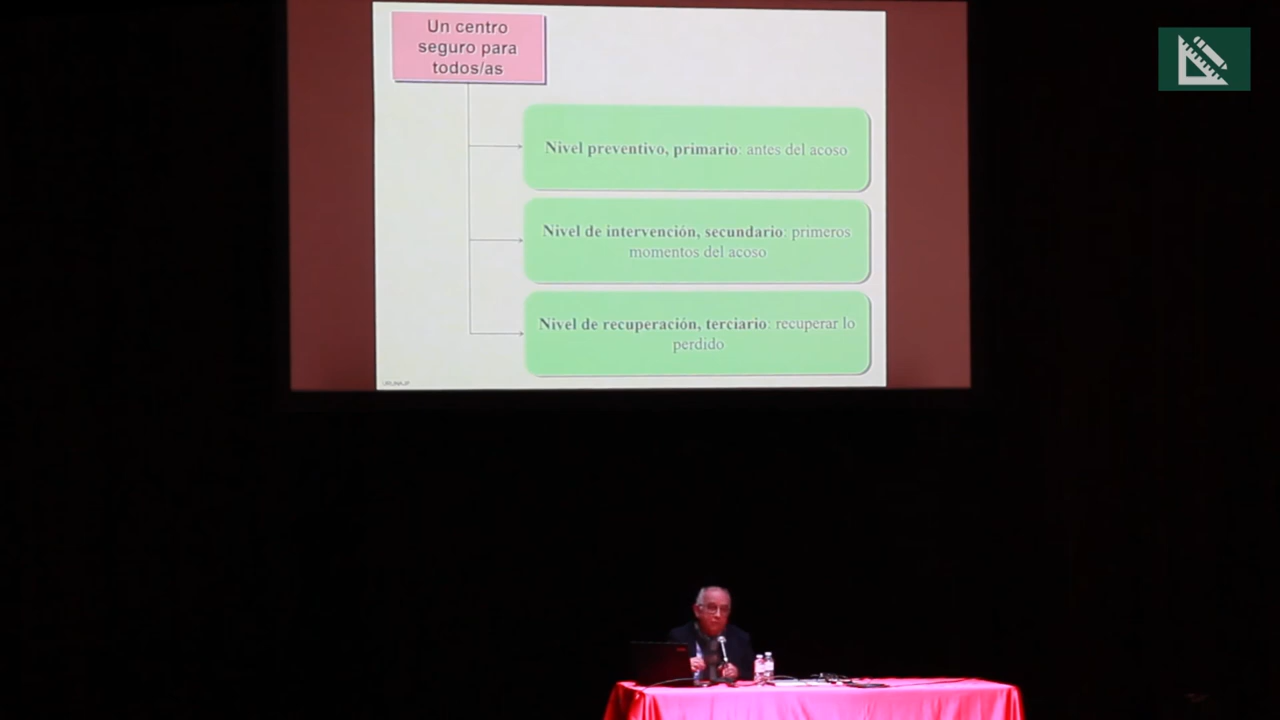 Un centro
seguro para
todos/as
Nivel preventivo, primario: antes del acoso
Nivel de intervención, secundario: primeros
momentos del acoso
Nivel de recuperación, terciario: recuperar lo
perdido